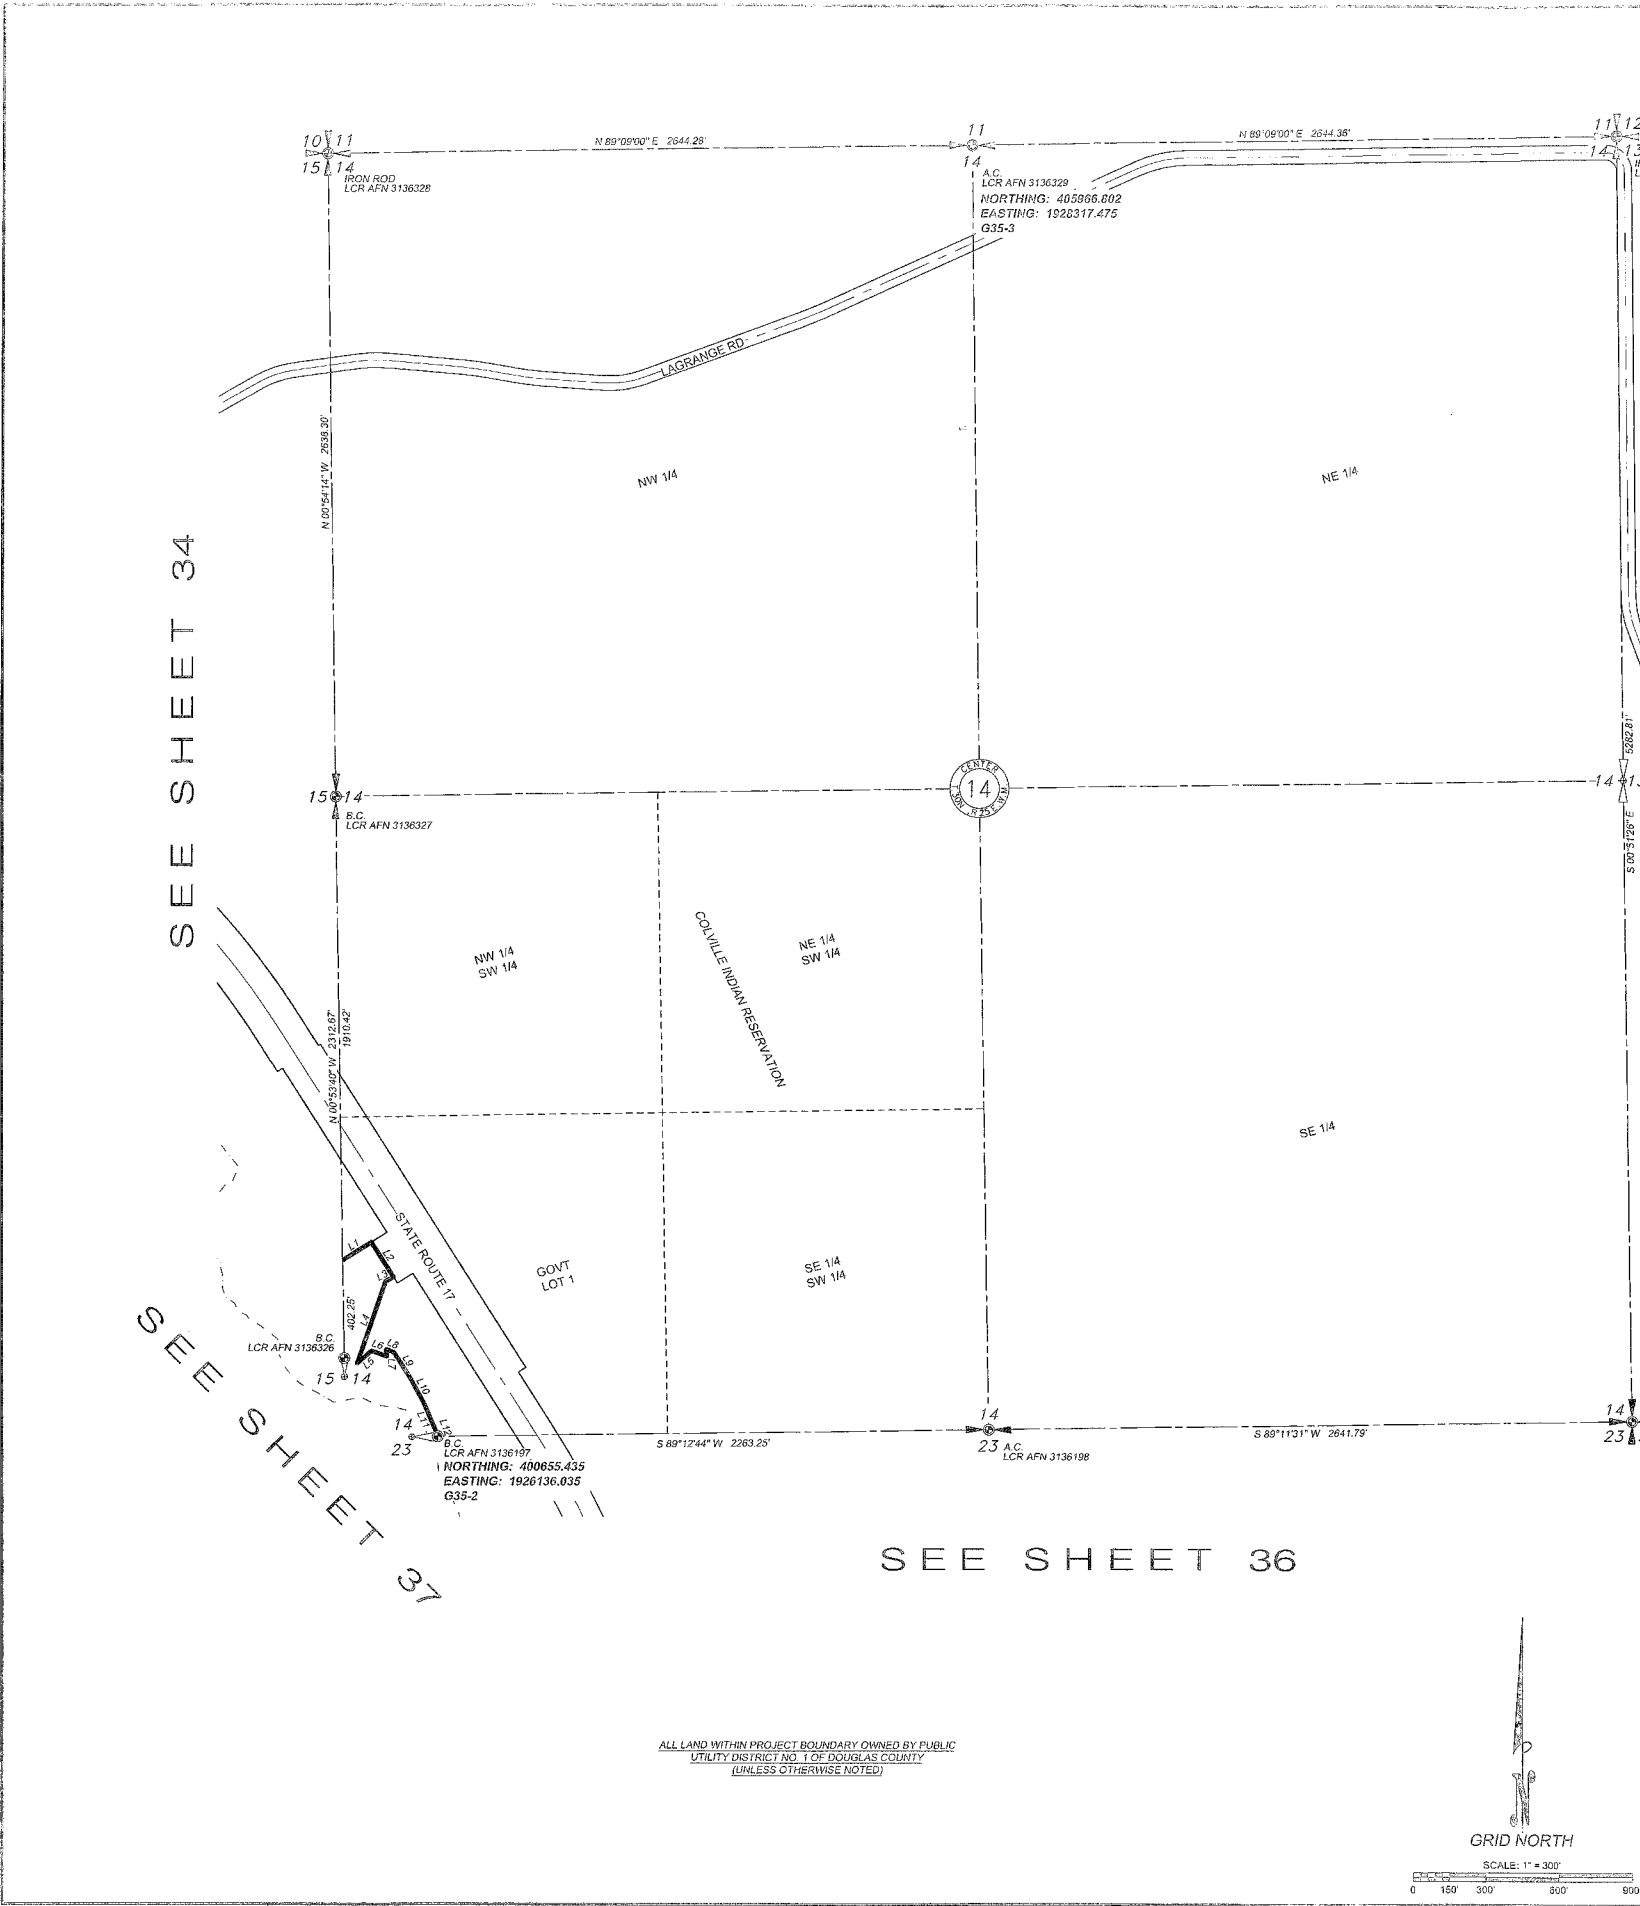 10 11
N 89°09'00" E 2644.28'
11
N 89°09'00" E 2644.36'
11 12
15 14
14
14 13
IRON ROD
LCR AFN 3136328
A.C.
LCR AFN 3136329
NORTHING: 405966.802
EASTING: 1928317.475
G35-3
LAGRANGE RD
N 00°54'14" W 2638.30'
NW 1/4
NE 1/4
SEE SHEET 34
5282.81'
S 00°51'26" E
CENTER
14
T.30N., R.25 E. W.M.
15 14
14
B.C.
LCR AFN 3136327
NW 1/4
SW 1/4
NE 1/4
SW 1/4
COLVILLE INDIAN RESERVATION
N 00°53'40" W 2312.67'
1910.42'
SE 1/4
L1
L2
L3
L4
STATE ROUTE 17
GOVT
LOT 1
SE 1/4
SW 1/4
402.25'
B.C.
LCR AFN 3136326
L5
L6
L7
L8
L9
L10
L11
L12
15 14
14
23
S 89°12'44" W 2263.25'
14
23
S 89°11'31" W 2641.79'
14
23
B.C.
LCR AFN 3136197
NORTHING: 400655.435
EASTING: 1926136.035
G35-2
A.C.
LCR AFN 3136198
SEE SHEET 37
SEE SHEET 36
ALL LAND WITHIN PROJECT BOUNDARY OWNED BY PUBLIC
UTILITY DISTRICT NO. 1 OF DOUGLAS COUNTY
(UNLESS OTHERWISE NOTED)
GRID NORTH
SCALE: 1" = 300'
0 150' 300' 600' 900